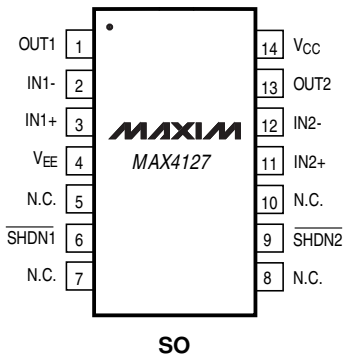 OUT1 1 14 VCC
IN1- 2 13 OUT2
IN1+ 3 12 IN2-
MAXIM
VEE 4 MAX4127 11 IN2+
N.C. 5 10 N.C.
SHDN1 6 9 SHDN2
N.C. 7 8 N.C.
SO